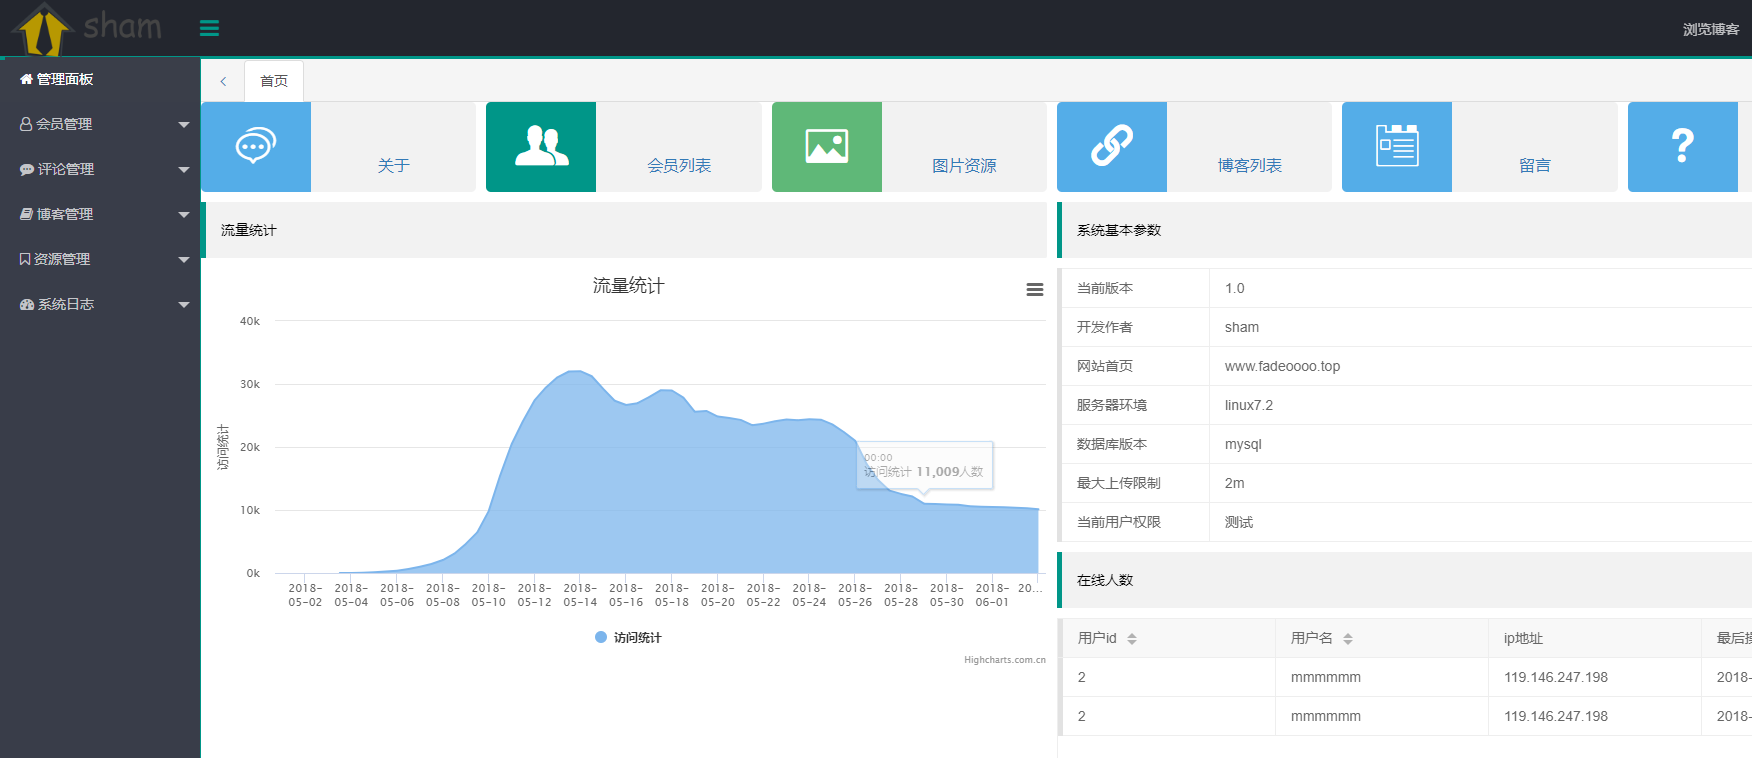 sham
浏览博客
管理面板
会员管理
评论管理
博客管理
资源管理
系统日志
首页
关于
会员列表
图片资源
博客列表
留言
流量统计
流量统计
访问统计
40k
30k
20k
10k
0k
00:00
访问统计 11,009人数
2018-05-02
2018-05-04
2018-05-06
2018-05-08
2018-05-10
2018-05-12
2018-05-14
2018-05-16
2018-05-18
2018-05-20
2018-05-22
2018-05-24
2018-05-26
2018-05-28
2018-05-30
2018-06-01
20...
访问统计
Highcharts.com.cn
系统基本参数
当前版本 1.0
开发作者 sham
网站首页 www.fadeoooo.top
服务器环境 linux7.2
数据库版本 mysql
最大上传限制 2m
当前用户权限 测试
在线人数
用户id 用户名 ip地址 最后
2 mmmmmm 119.146.247.198 2018-
2 mmmmmm 119.146.247.198 2018-